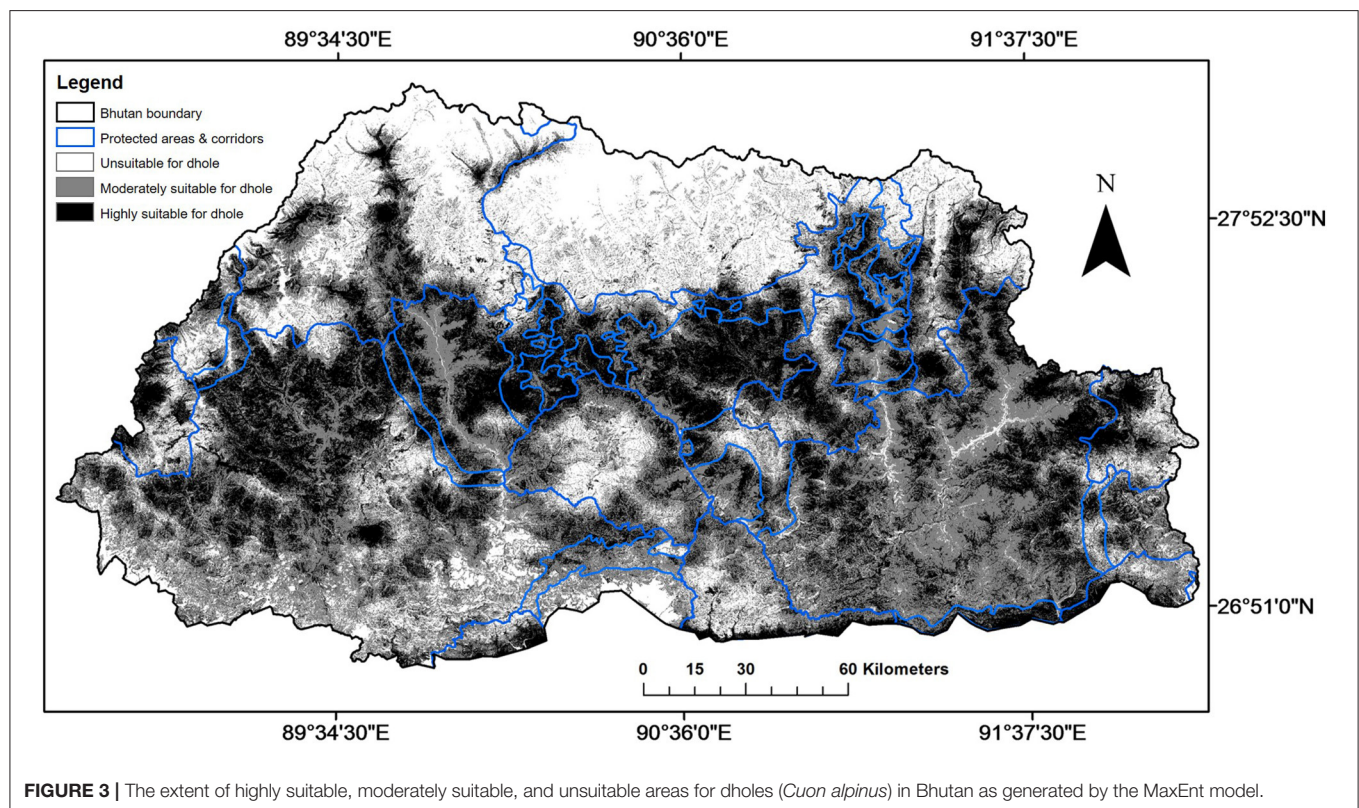 89°34'30"E 90°36'0"E 91°37'30"E
Legend
Bhutan boundary
Protected areas & corridors
Unsuitable for dhole
Moderately suitable for dhole
Highly suitable for dhole
N
27°52'30"N
26°51'0"N
0 15 30 60 Kilometers
89°34'30"E 90°36'0"E 91°37'30"E
FIGURE 3 | The extent of highly suitable, moderately suitable, and unsuitable areas for dholes (Cuon alpinus) in Bhutan as generated by the MaxEnt model.